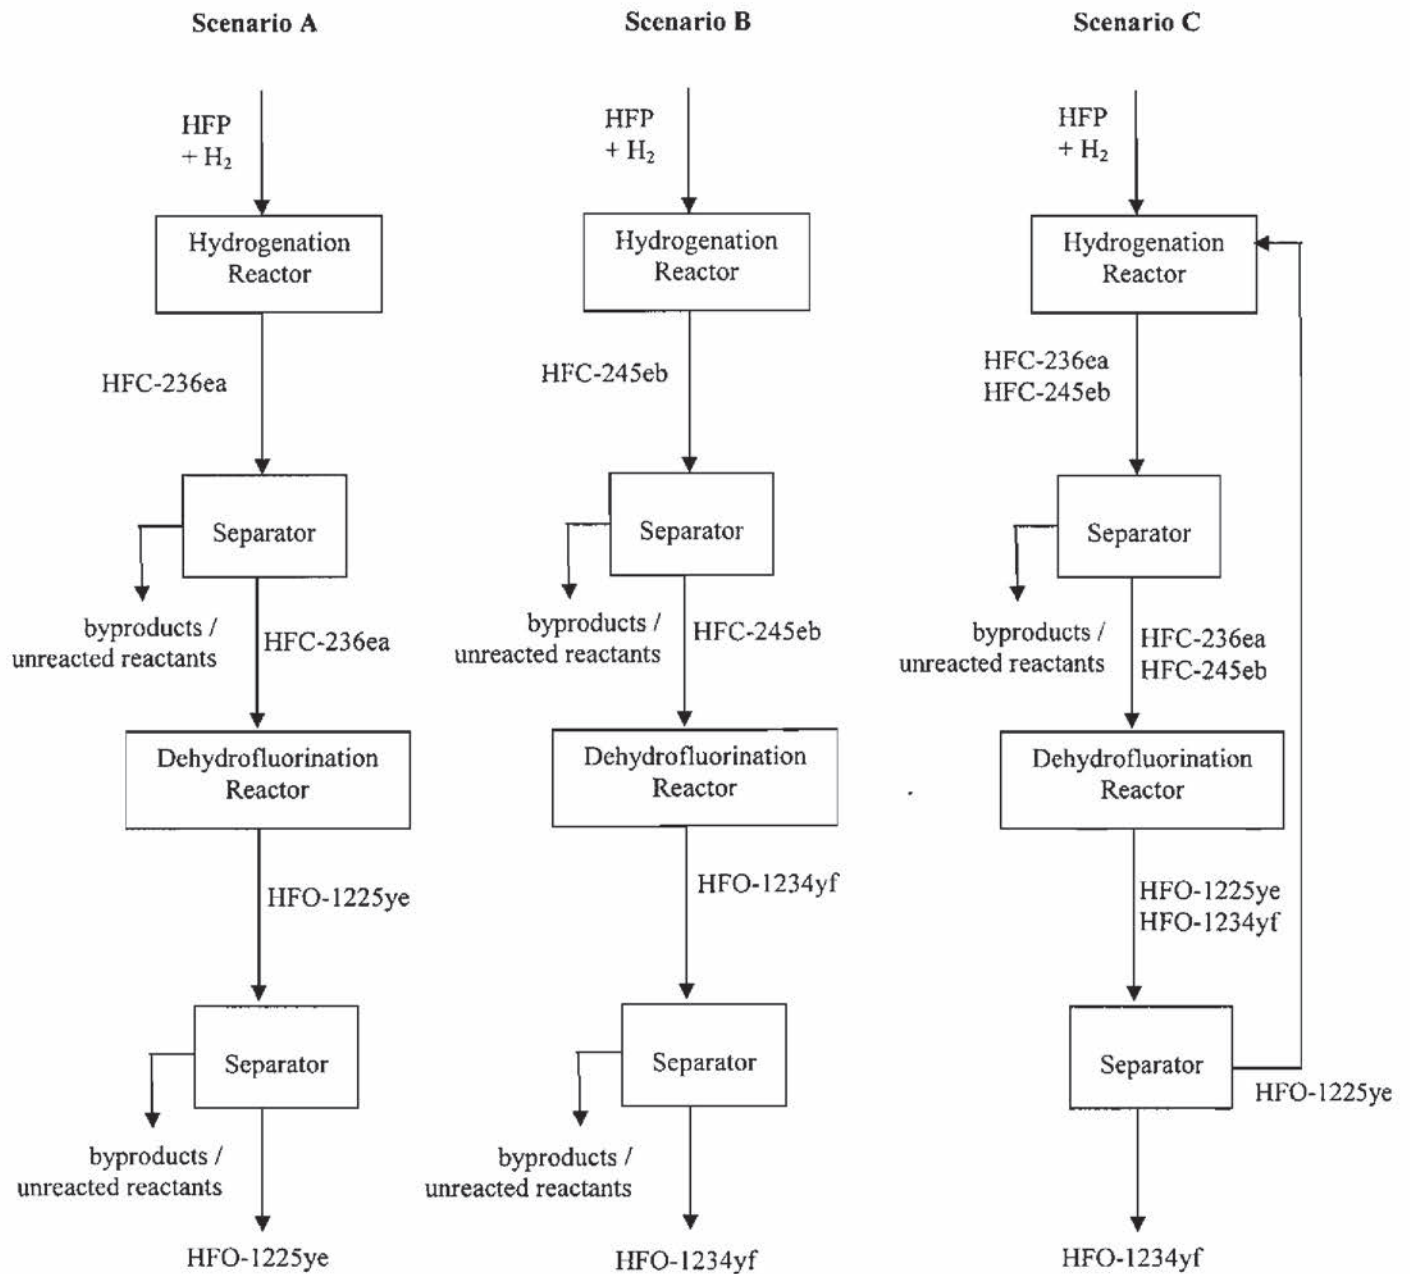 Scenario A
HFP
+ H₂
Hydrogenation
Reactor
HFC-236ea
Separator
byproducts /
unreacted reactants
HFC-236ea
Dehydrofluorination
Reactor
HFO-1225ye
Separator
byproducts /
unreacted reactants
HFO-1225ye
Scenario B
HFP
+ H₂
Hydrogenation
Reactor
HFC-245eb
Separator
byproducts /
unreacted reactants
HFC-245eb
Dehydrofluorination
Reactor
HFO-1234yf
Separator
byproducts /
unreacted reactants
HFO-1234yf
Scenario C
HFP
+ H₂
Hydrogenation
Reactor
HFC-236ea
HFC-245eb
Separator
byproducts /
unreacted reactants
HFC-236ea
HFC-245eb
Dehydrofluorination
Reactor
HFO-1225ye
HFO-1234yf
Separator
HFO-1225ye
HFO-1234yf